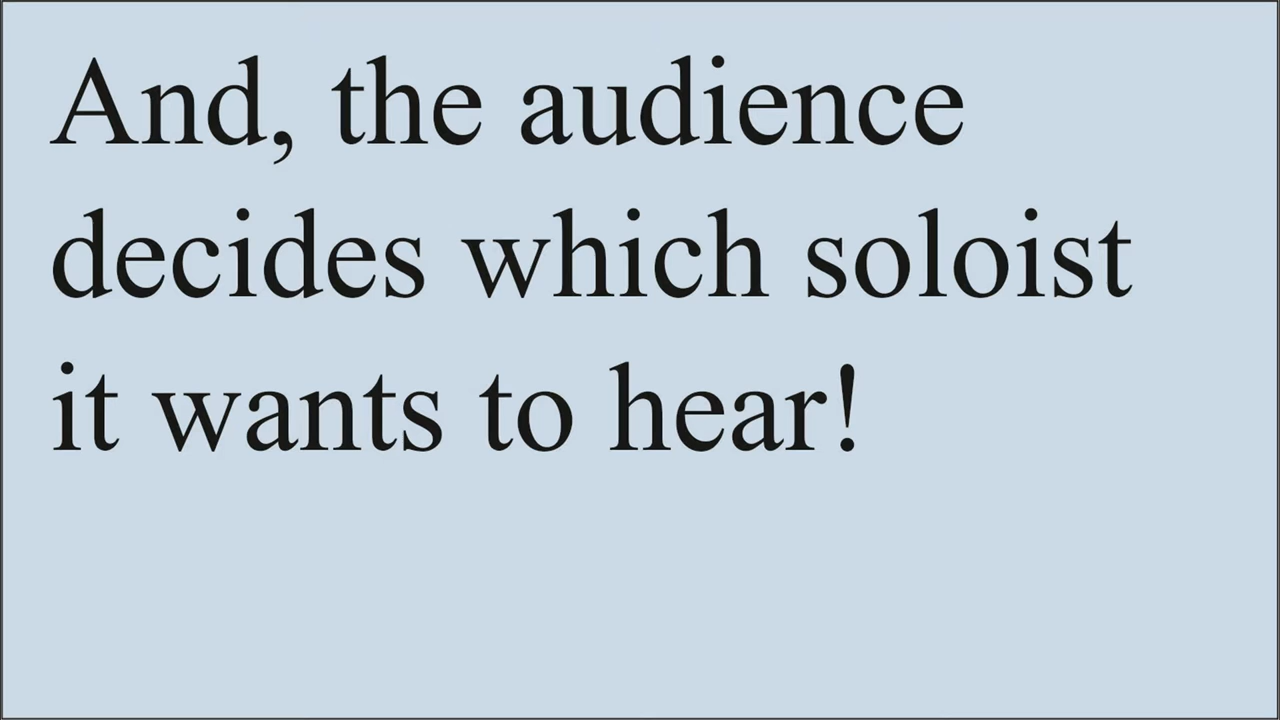 And, the audience
decides which soloist
it wants to hear!